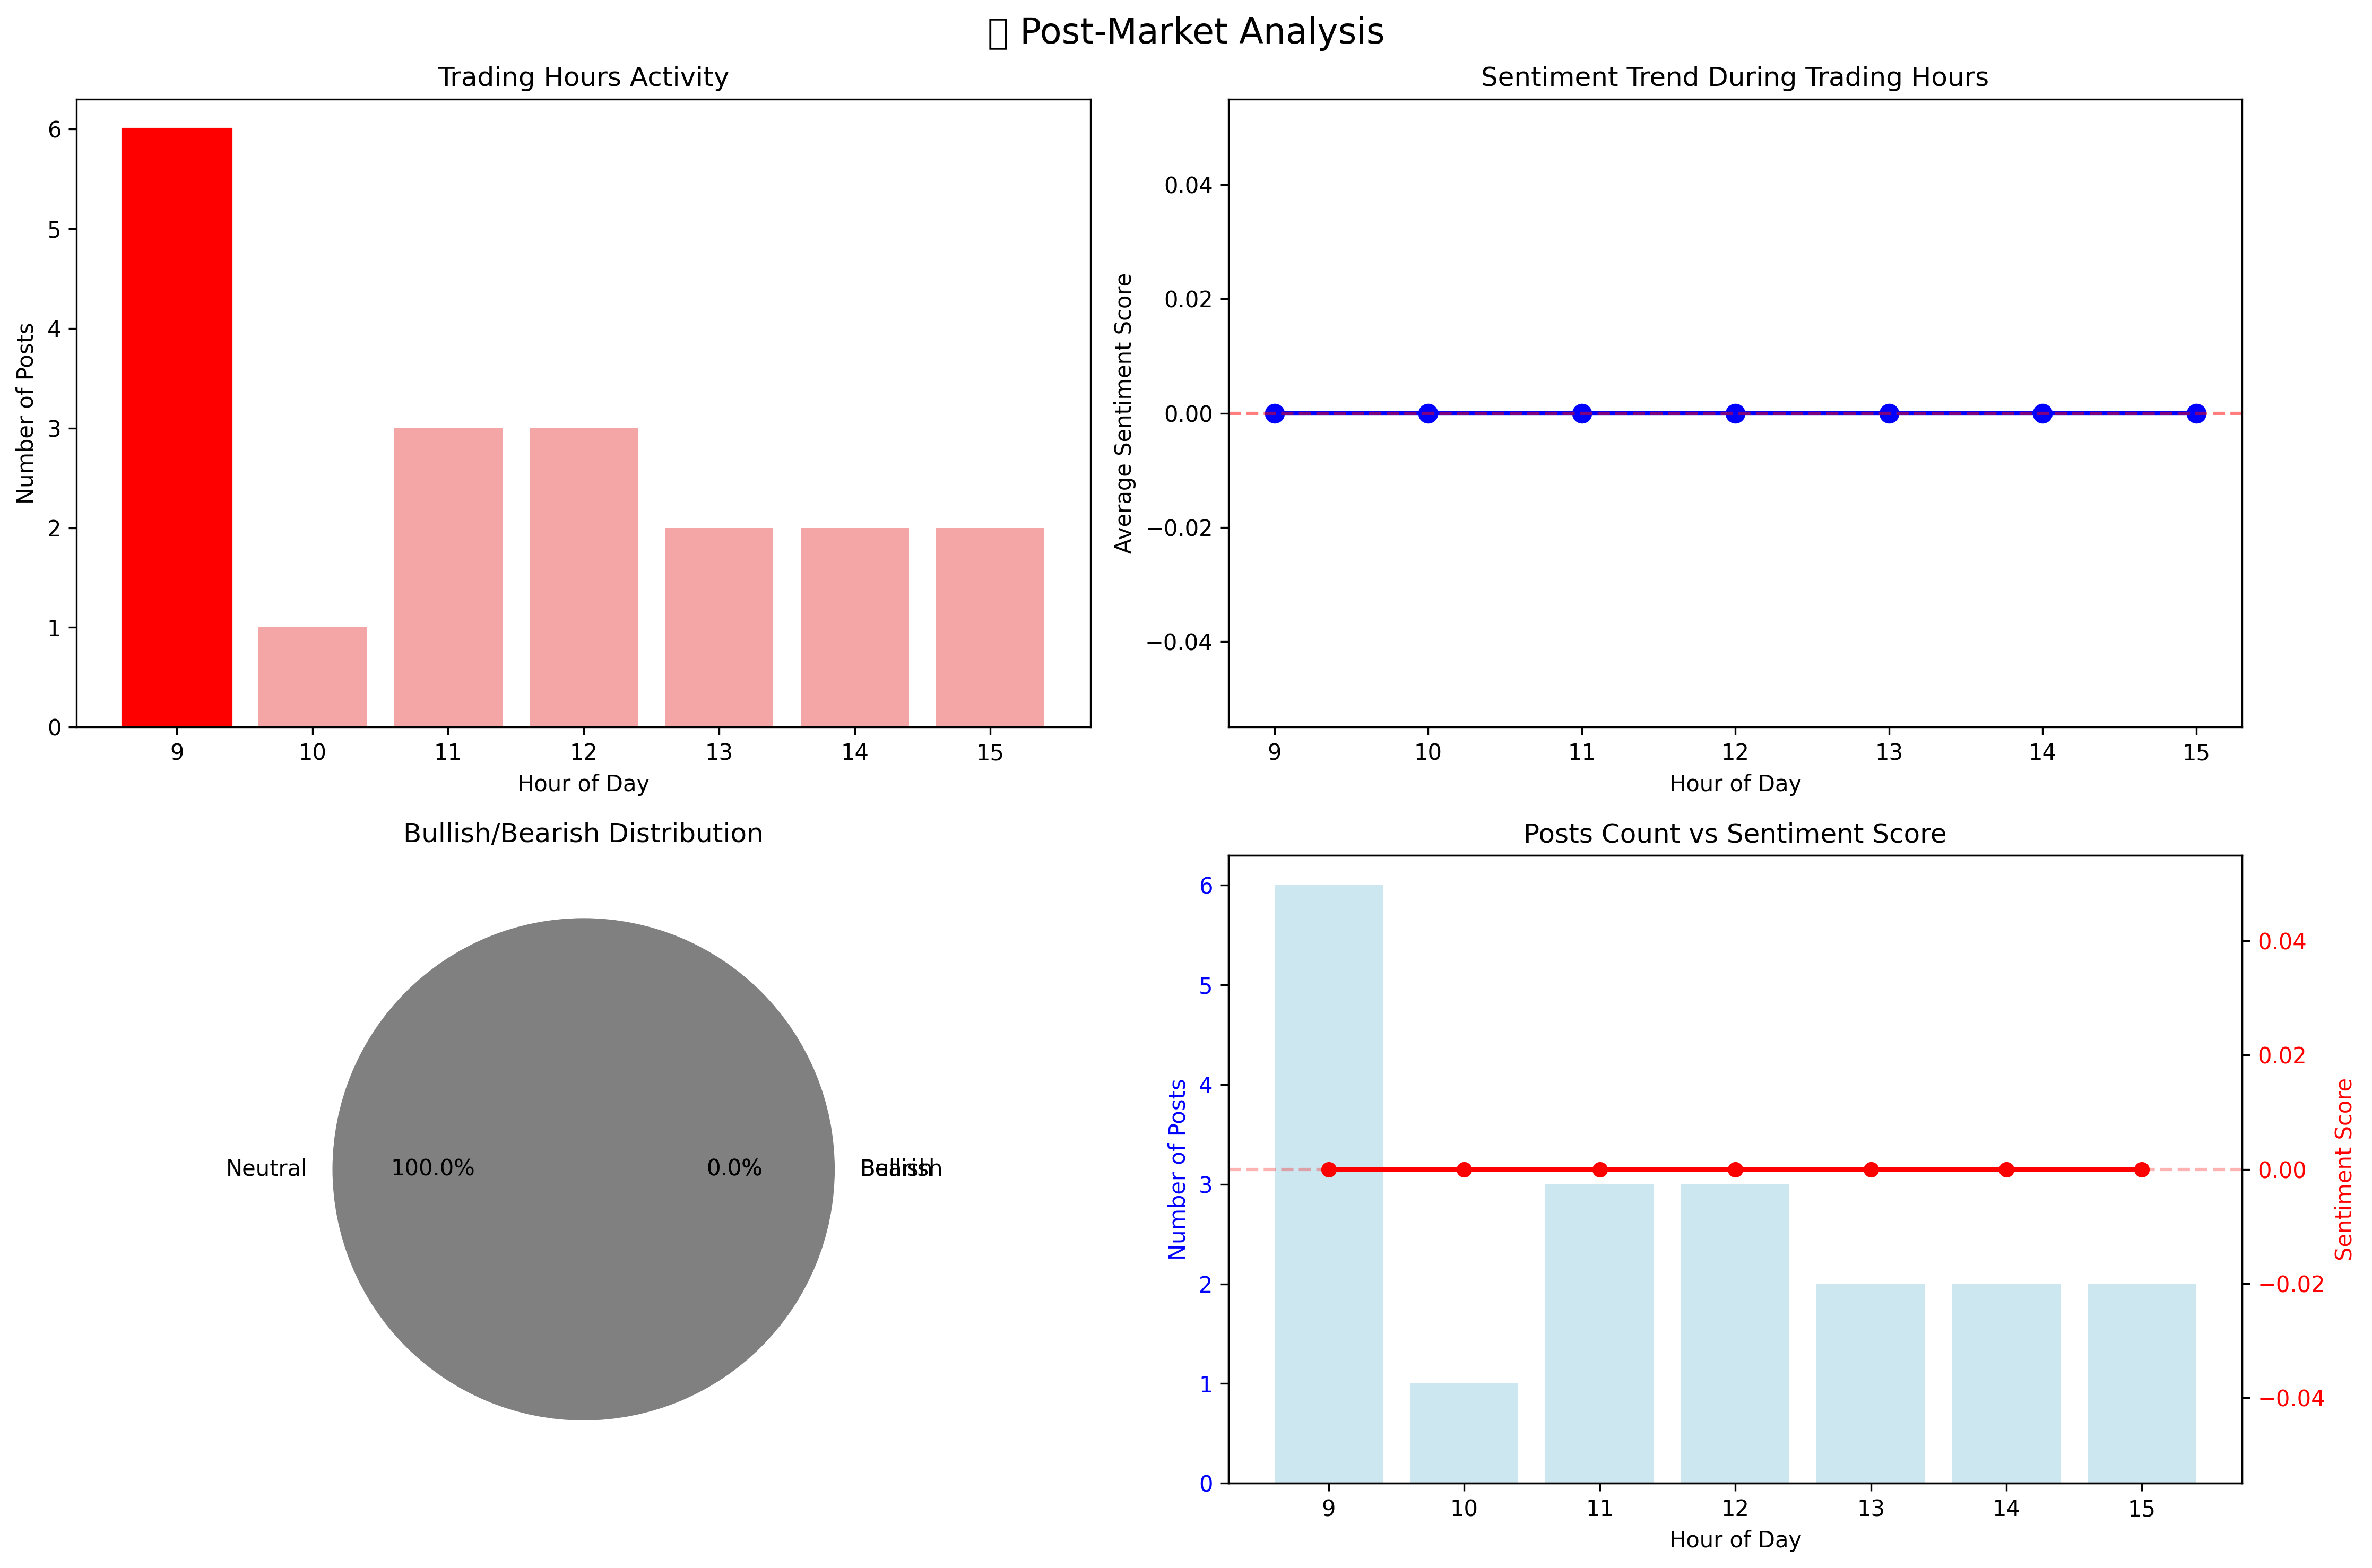 Post-Market Analysis
Trading Hours Activity
Number of Posts
6
5
4
3
2
1
0
9 10 11 12 13 14 15
Hour of Day
Sentiment Trend During Trading Hours
Average Sentiment Score
0.04
0.02
0.00
−0.02
−0.04
9 10 11 12 13 14 15
Hour of Day
Bullish/Bearish Distribution
Neutral
100.0%
0.0%
Bullish
Bearish
Posts Count vs Sentiment Score
Number of Posts
6
5
4
3
2
1
0
0.04
0.02
0.00
−0.02
−0.04
Sentiment Score
9 10 11 12 13 14 15
Hour of Day